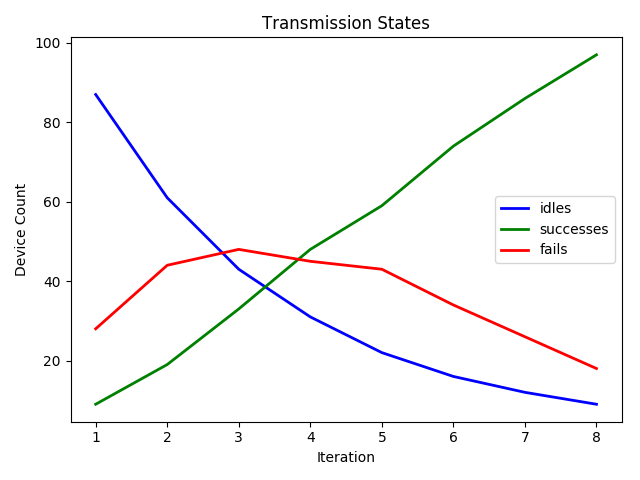 Transmission States
Device Count
100
80
60
40
20
idles
successes
fails
1 2 3 4 5 6 7 8
Iteration